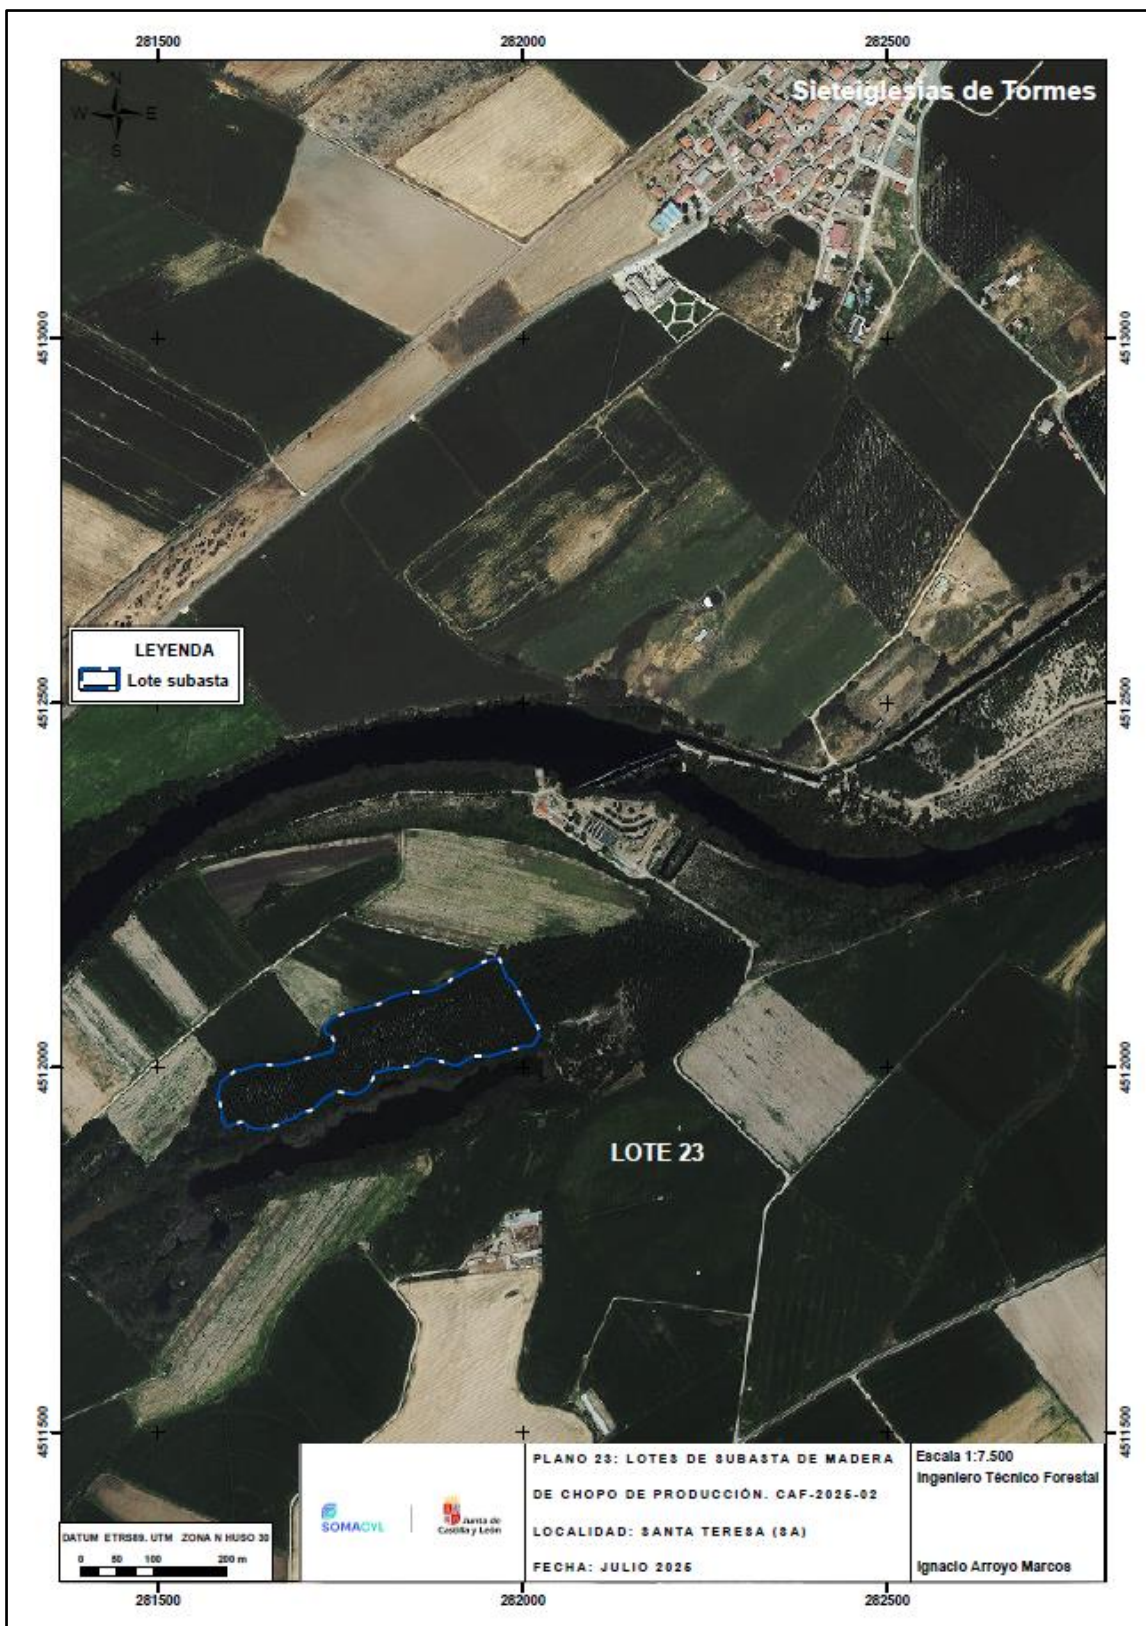 281500 282000 282500
N
W E
S
Sieteiglesias de Tormes
4513000 4513000
LEYENDA
Lote subasta
4512500 4512500
4512000 4512000
LOTE 23
4511500 4511500
PLANO 23: LOTES DE SUBASTA DE MADERA
DE CHOPO DE PRODUCCIÓN. CAF-2025-02
LOCALIDAD: SANTA TERESA (SA)
FECHA: JULIO 2025
Escala 1:7.500
Ingeniero Técnico Forestal
Ignacio Arroyo Marcos
SOMACYL
Junta de
Castilla y León
DATUM ETRS89. UTM ZONA N HUSO 30
0 50 100 200 m
281500 282000 282500